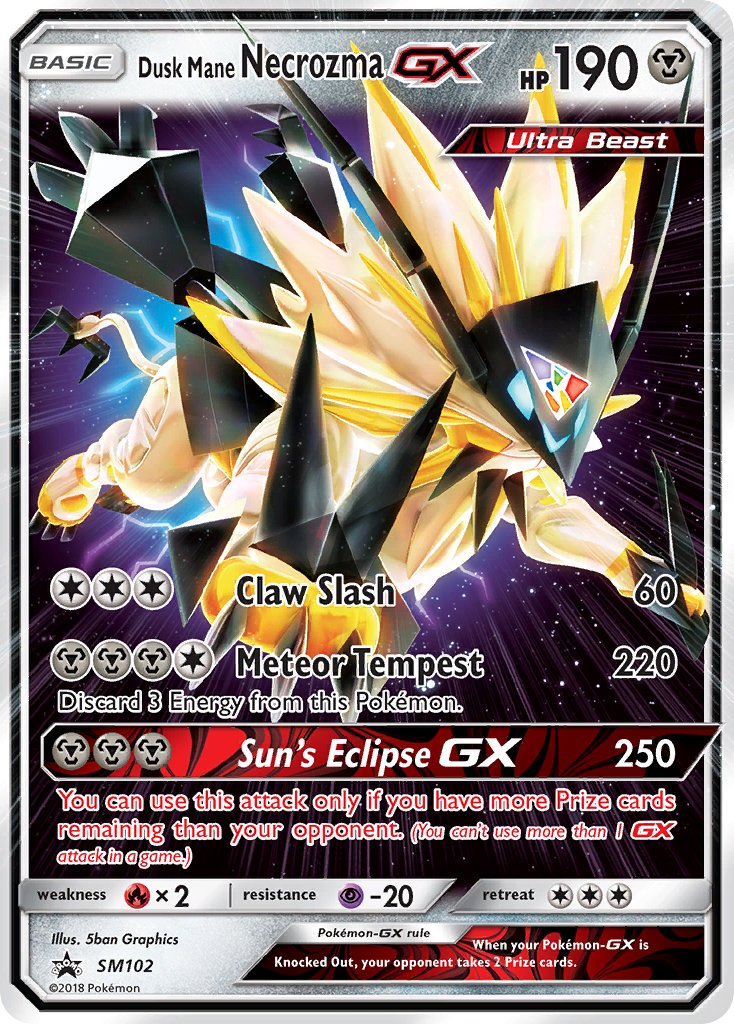 BASIC Dusk Mane Necrozma GX HP 190
Ultra Beast
Claw Slash 60
Meteor Tempest 220
Discard 3 Energy from this Pokémon.
Sun's Eclipse GX 250
You can use this attack only if you have more Prize cards
remaining than your opponent. (You can't use more than 1 GX
attack in a game.)
weakness × 2 resistance -20 retreat
Illus. 5ban Graphics
Pokémon-GX rule
When your Pokémon-GX is
Knocked Out, your opponent takes 2 Prize cards.
SM102
©2018 Pokémon